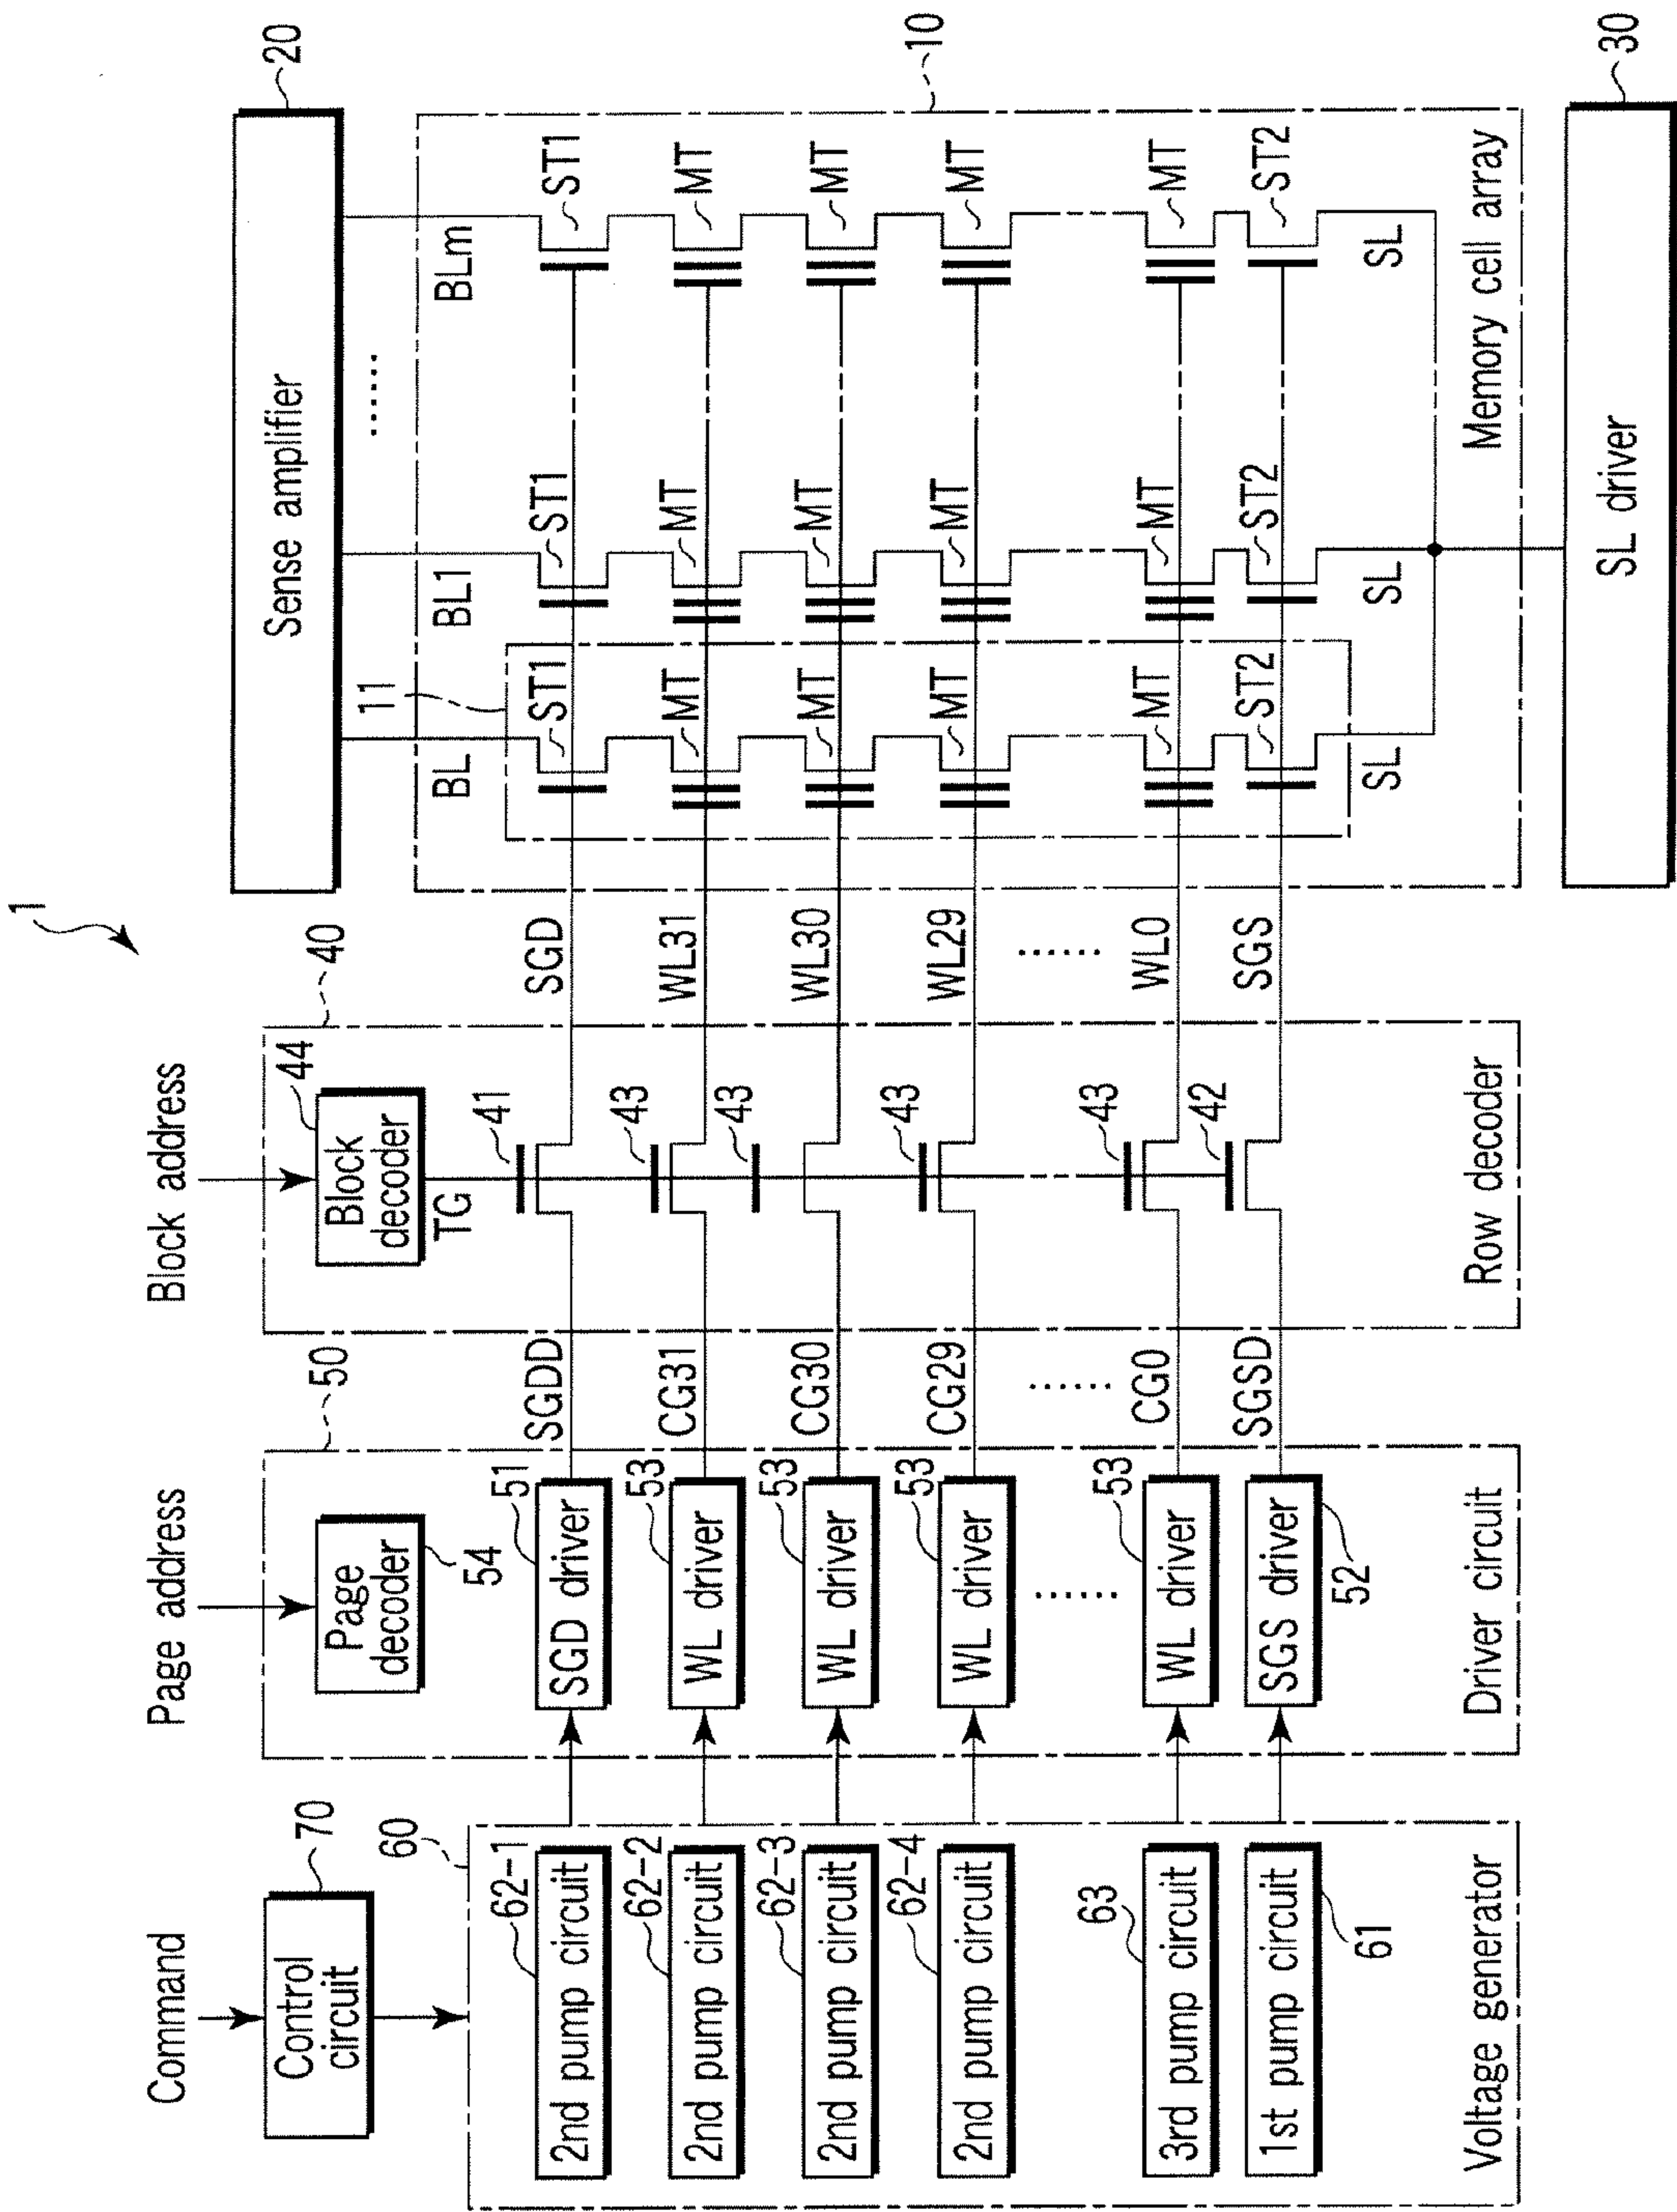 1
Command
Control circuit
70
60
2nd pump circuit
62-1
2nd pump circuit
62-2
2nd pump circuit
62-3
2nd pump circuit
62-4
3rd pump circuit
63
1st pump circuit
61
Voltage generator
Page address
50
Page decoder
54
SGD driver
51
WL driver
53
WL driver
53
WL driver
53
......
WL driver
53
SGS driver
52
Driver circuit
SGDD
CG31
CG30
CG29
......
CG0
SGSD
Block address
40
Block decoder
44
TG
41
43
43
43
43
42
Row decoder
SGD
WL31
WL30
WL29
......
WL0
SGS
Sense amplifier
20
......
10
11
BL
BL1
BLm
ST1
ST1
ST1
MT
MT
MT
MT
MT
MT
MT
MT
MT
MT
MT
MT
ST2
ST2
ST2
SL
SL
SL
Memory cell array
SL driver
30